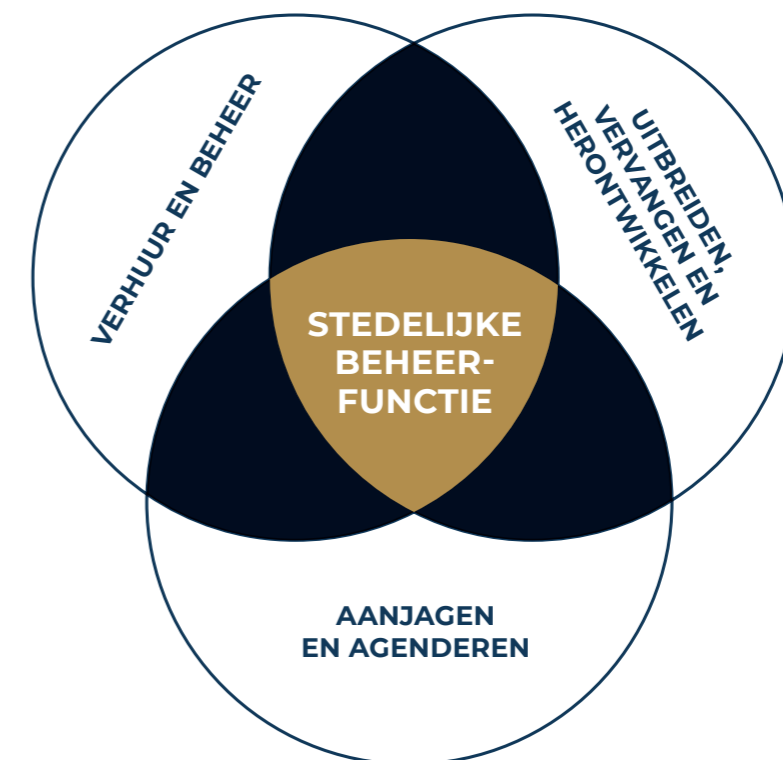 VERHUUR EN BEHEER
UITBREIDEN,
VERVANGEN EN
HERONTWIKKELEN
STEDELIJKE
BEHEER-
FUNCTIE
AANJAGEN
EN AGENDEREN